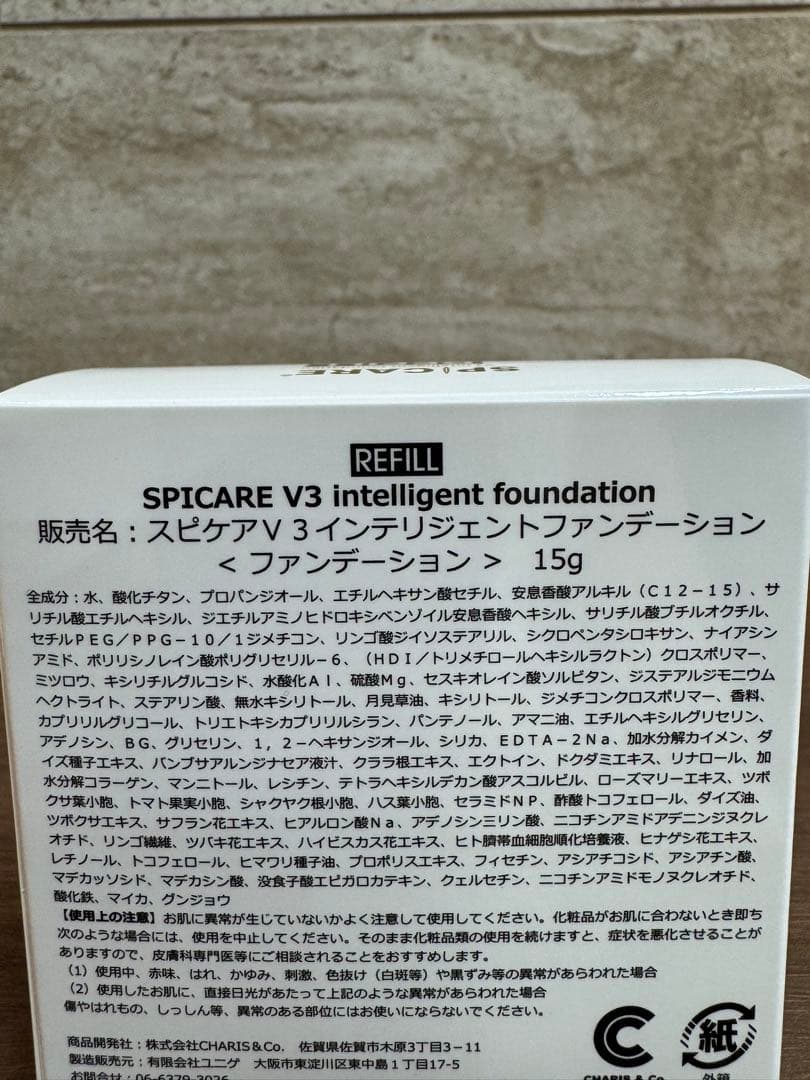 SPICARE
REFILL
SPICARE V3 intelligent foundation
販売名：スピケアV３インテリジェントファンデーション
＜ファンデーション＞　15g
全成分：水、酸化チタン、プロパンジオール、エチルヘキサン酸セチル、安息香酸アルキル（C１２－１５）、サ
リチル酸エチルヘキシル、ジエチルアミノヒドロキシベンゾイル安息香酸ヘキシル、サリチル酸ブチルオクチル、
セチルＰＥＧ／ＰＰＧ－１０／１ジメチコン、リンゴ酸ジイソステアリル、シクロペンタシロキサン、ナイアシン
アミド、ポリリシノレイン酸ポリグリセリル－６、（ＨＤＩ／トリメチロールヘキシルラクトン）クロスポリマー、
ミツロウ、キシリチルグルコシド、水酸化Ａｌ、硫酸Ｍｇ、セスキオレイン酸ソルビタン、ジステアルジモニウム
ヘクトライト、ステアリン酸、無水キシリトール、月見草油、キシリトール、ジメチコンクロスポリマー、香料、
カプリリルグリコール、トリエトキシカプリリルシラン、パンテノール、アマニ油、エチルヘキシルグリセリン、
アデノシン、ＢＧ、グリセリン、１，２－ヘキサンジオール、シリカ、ＥＤＴＡ－２Ｎａ、加水分解カイメン、ダ
イズ種子エキス、バンブサアルンジナセア液汁、クララ根エキス、エクトイン、ドクダミエキス、リナロール、加
水分解コラーゲン、マンニトール、レシチン、テトラヘキシルデカン酸アスコルビル、ローズマリーエキス、ツボ
クサ葉小胞、トマト果実小胞、シャクヤク根小胞、ハス葉小胞、セラミドＮＰ、酢酸トコフェロール、ダイズ油、
ツボクサエキス、サフラン花エキス、ヒアルロン酸Ｎａ、アデノシン三リン酸、ニコチンアミドアデニンジヌクレ
オチド、リンゴ繊維、ツバキ花エキス、ハイビスカス花エキス、ヒト臍帯血細胞順化培養液、ヒナゲシ花エキス、
レチノール、トコフェロール、ヒマワリ種子油、プロポリスエキス、フィセチン、アシアチコシド、アシアチン酸、
マデカッソシド、マデカシン酸、没食子酸エピガロカテキン、クェルセチン、ニコチンアミドモノヌクレオチド、
酸化鉄、マイカ、グンジョウ
【使用上の注意】お肌に異常が生じていないかよく注意して使用してください。化粧品がお肌に合わないとき即ち
次のような場合には、使用を中止してください。そのまま化粧品類の使用を続けますと、症状を悪化させることが
ありますので、皮膚科専門医等にご相談されることをおすすめします。
（1）使用中、赤味、はれ、かゆみ、刺激、色抜け（白斑等）や黒ずみ等の異常があらわれた場合
（2）使用したお肌に、直接日光があたって上記のような異常があらわれた場合
傷やはれもの、しっしん等、異常のある部位にはお使いにならないでください。
商品開発社：株式会社CHARIS＆Co.　佐賀県佐賀市木原3丁目3－11
製造販売元：有限会社ユニゲ　大阪市東淀川区東中島１丁目17-5
お問合せ：06-6379-3026
CHARIS & Co.
紙
外箱